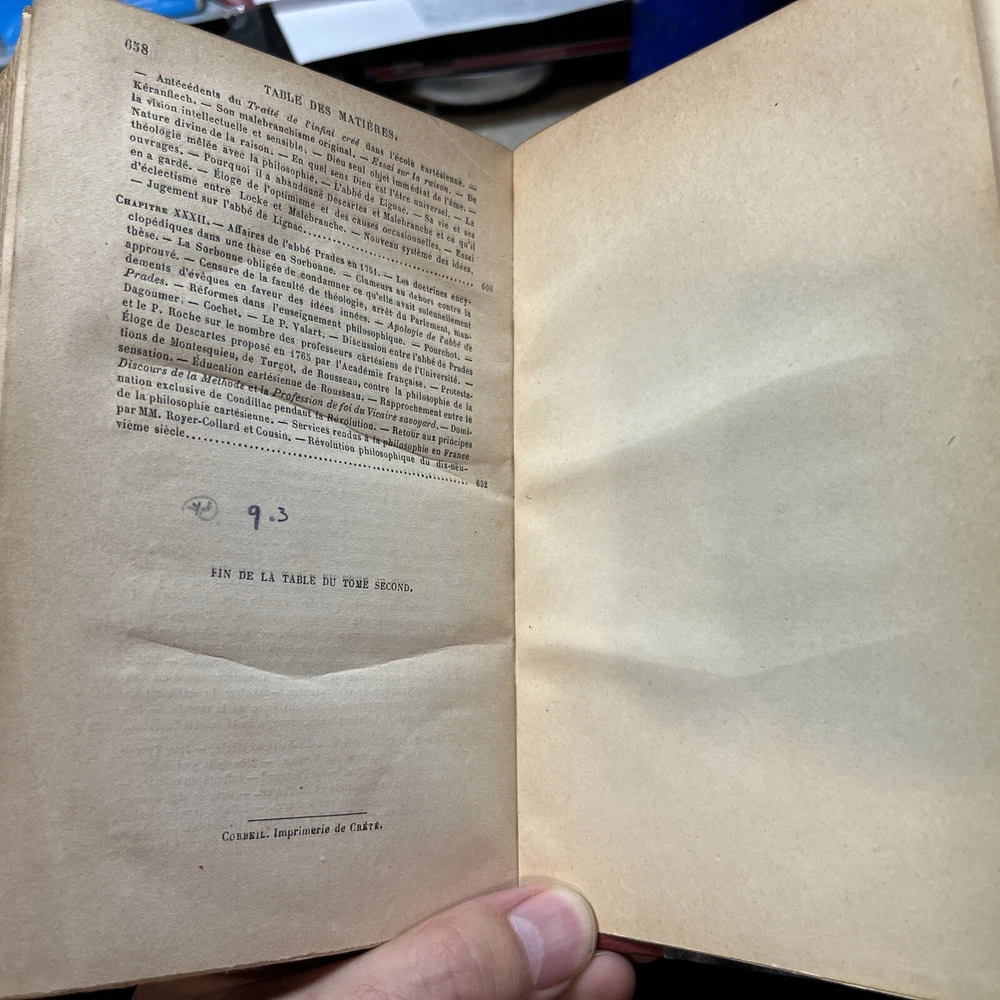 658
TABLE DES MATIÈRES.
— Antécédents du Traité de l'infini créé dans l'école cartésienne. —
Kéranflech. — Son malebranchisme original. — Essai sur la raison. — De
la vision intellectuelle et sensible. — Dieu seul objet immédiat de l'âme. —
Nature divine de la raison. — En quel sens Dieu est l'être universel. — La
théologie mêlée avec la philosophie. — L'abbé de Lignac. — Sa vie et ses
ouvrages. — Pourquoi il a abandonné Descartes et Malebranche et ce qu'il
en a gardé. — Éloge de l'optimisme et des causes occasionnelles. — Essai
d'éclectisme entre Locke et Malebranche. — Nouveau système des idées.
— Jugement sur l'abbé de Lignac. 608
CHAPITRE XXXII. — Affaires de l'abbé Prades en 1751. — Les doctrines ency-
clopédiques dans une thèse en Sorbonne. — Clameurs au dehors contre la
thèse. — La Sorbonne obligée de condamner ce qu'elle avait solennellement
approuvé. — Censure de la faculté de théologie, arrêt du Parlement, man-
dements d'évêques en faveur des idées innées. — Apologie de l'abbé de
Prades. — Réformes dans l'enseignement philosophique. — Pourchot. —
Dagoumer. — Cochet. — Le P. Valart. — Discussion entre l'abbé de Prades
et le P. Roche sur le nombre des professeurs cartésiens de l'Université. —
Éloge de Descartes proposé en 1765 par l'Académie française. — Protesta-
tions de Montesquieu, de Turgot, de Rousseau, contre la philosophie de la
sensation. — Éducation cartésienne de Rousseau. — Rapprochement entre le
Discours de la Méthode et la Profession de foi du Vicaire savoyard. — Domi-
nation exclusive de Condillac pendant la Révolution. — Retour aux principes
de la philosophie cartésienne. — Services rendus à la philosophie en France
par MM. Royer-Collard et Cousin. — Révolution philosophique du dix-neu-
vième siècle. 632
9.3
FIN DE LA TABLE DU TOME SECOND.
CORBEIL. Imprimerie de CRÉTÉ.